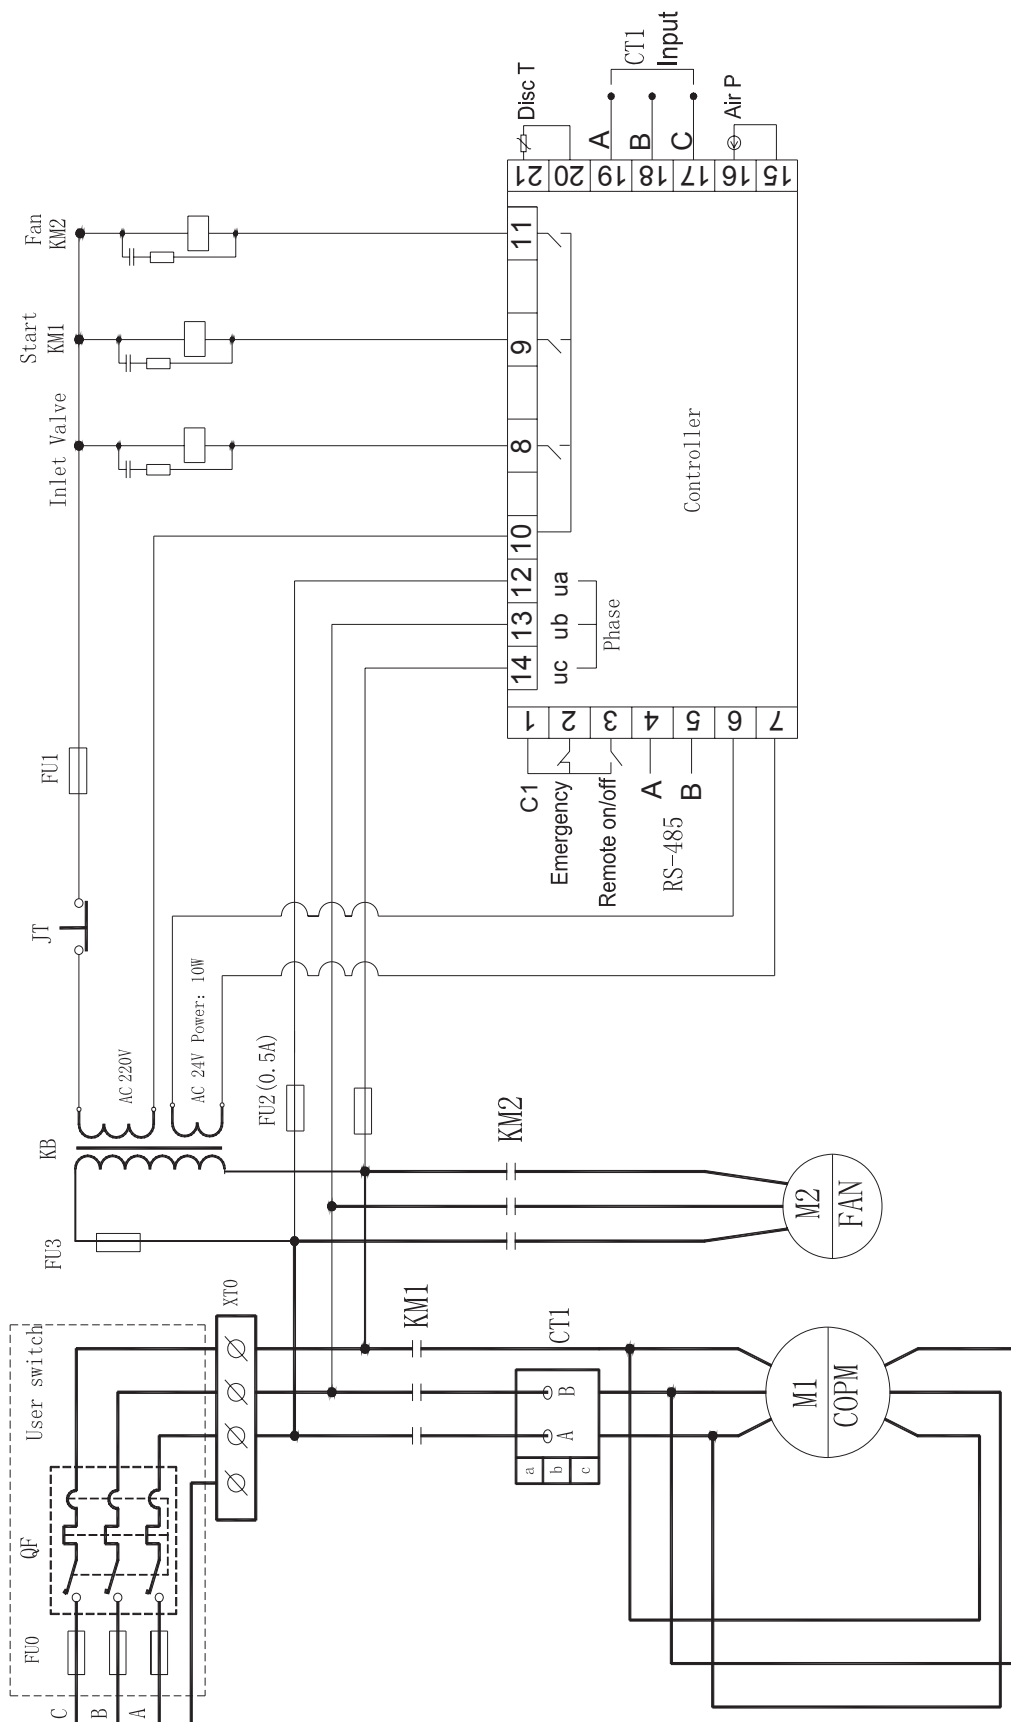 Fan
KM2
Start
KM1
Inlet Valve
FU1
JT
AC 220V
AC 24V Power: 10W
KB
FU2(0.5A)
FU3
XT0
User switch
QF
FU0
C
B
A
KM1
KM2
CT1
A
B
a
b
c
M1
COPM
M2
FAN
Disc T
A
B
C
CT1
Input
Air P
21
20
19
18
17
16
15
11
9
8
10
12
13
14
ua
ub
uc
Phase
Controller
1
2
3
4
5
6
7
C1
Emergency
Remote on/off
A
B
RS-485